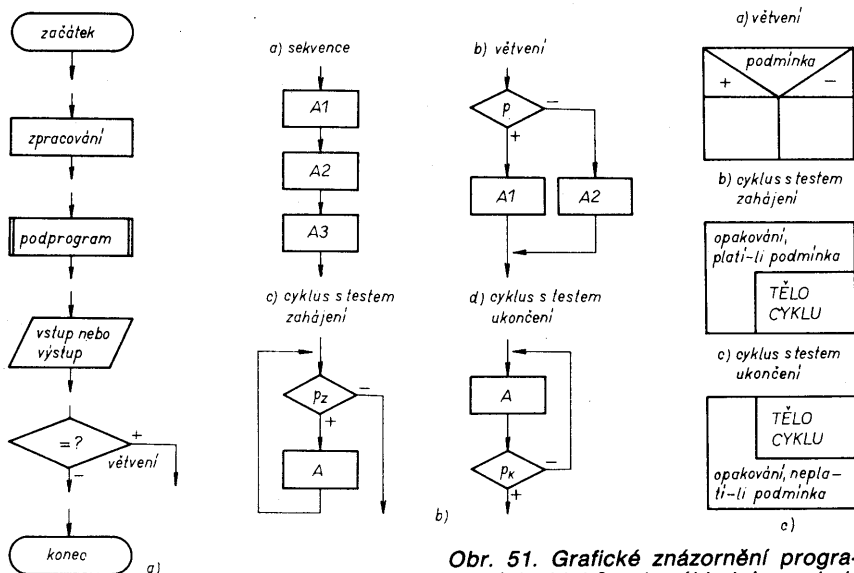 začátek
zpracování
podprogram
vstup nebo
výstup
= ?
+
větvení
−
konec
a)
a) sekvence
A1
A2
A3
b) větvení
p
−
+
A1
A2
c) cyklus s testem
zahájení
pz
−
+
A
d) cyklus s testem
ukončení
A
pK
−
+
b)
a) větvení
podmínka
+
−
b) cyklus s testem
zahájení
opakování,
platí-li podmínka
TĚLO
CYKLU
c) cyklus s testem
ukončení
TĚLO
CYKLU
opakování, nepla-
tí-li podmínka
c)
Obr. 51. Grafické znázornění progra-